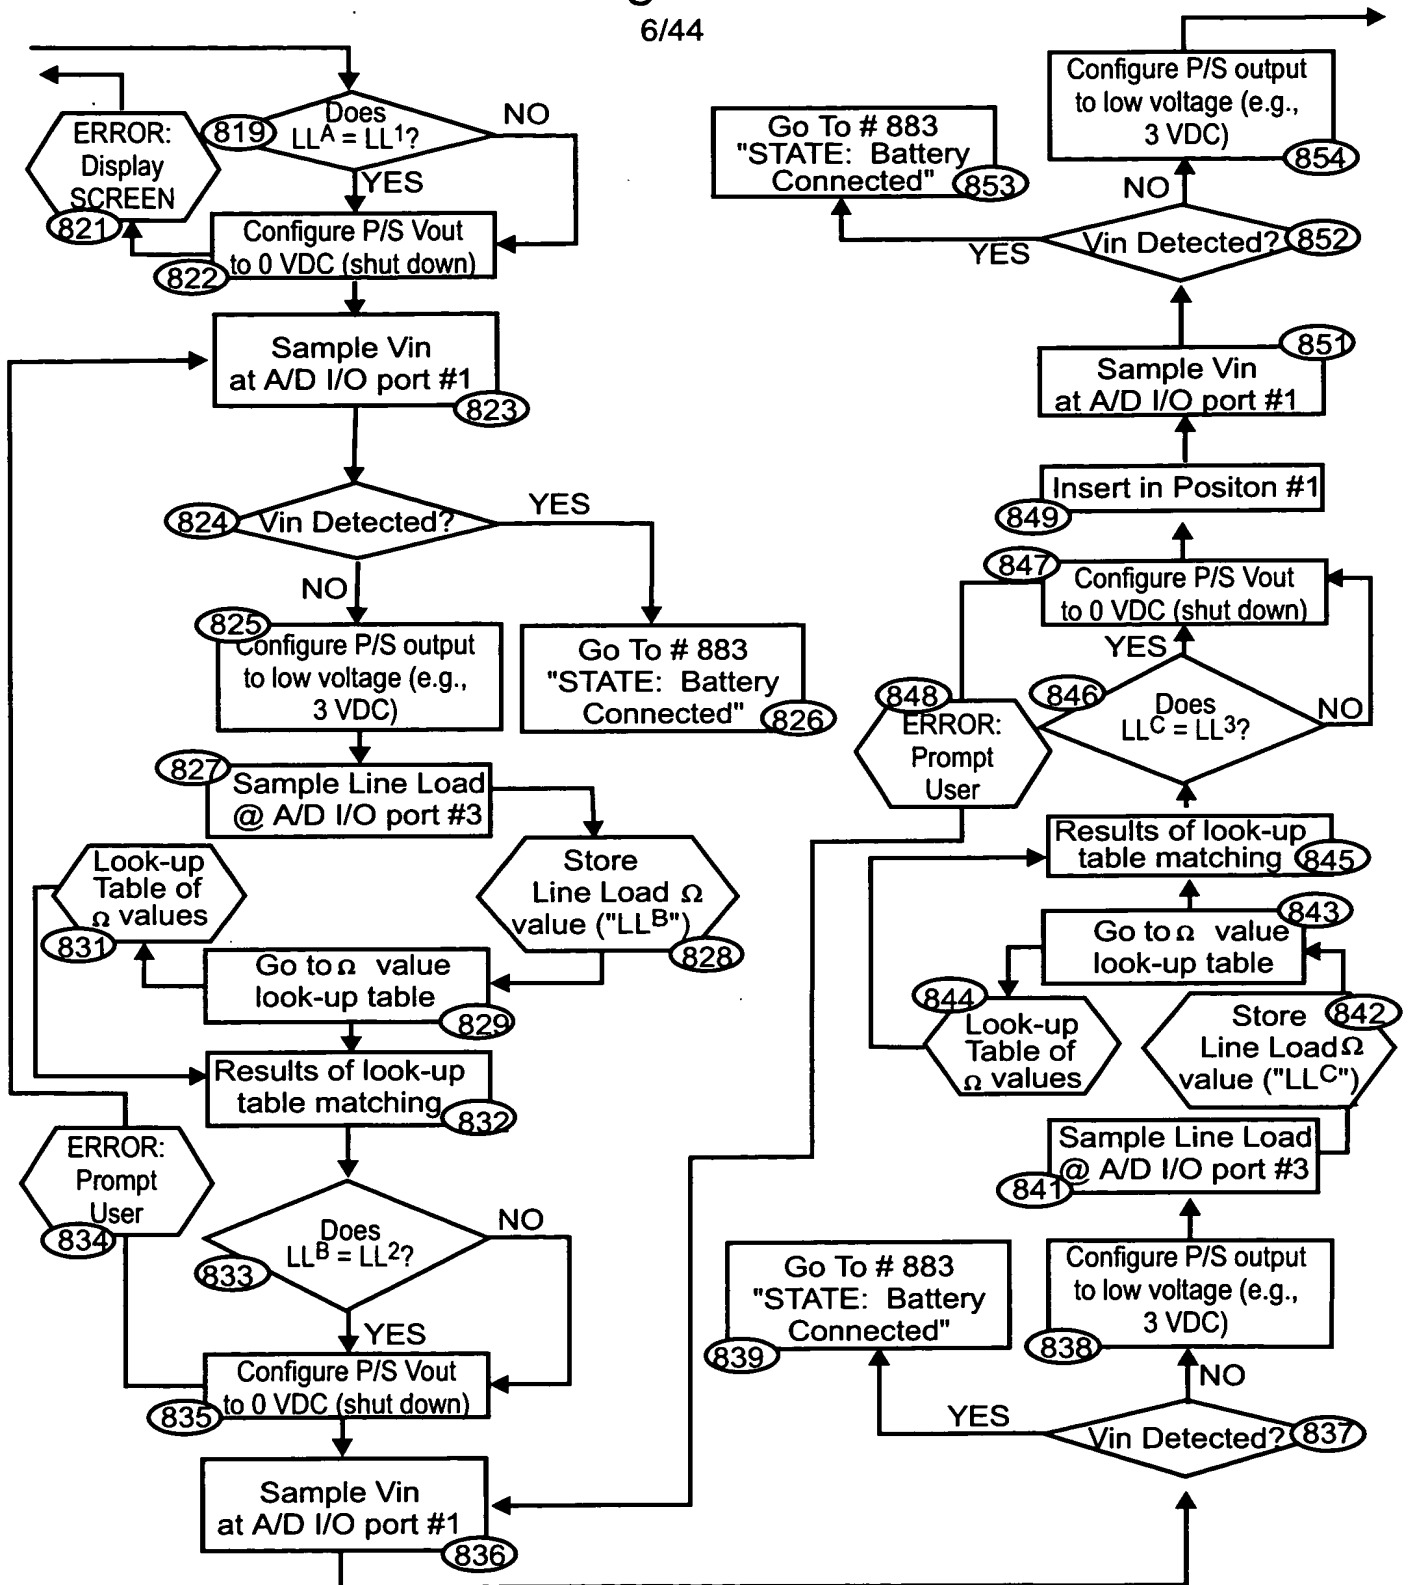 6/44
Does
LLA = LL1?
819
NO
YES
ERROR:
Display
SCREEN
821
Configure P/S Vout
to 0 VDC (shut down)
822
Sample Vin
at A/D I/O port #1
823
Vin Detected?
824
YES
NO
825
Configure P/S output
to low voltage (e.g.,
3 VDC)
Go To # 883
"STATE: Battery
Connected"
826
827
Sample Line Load
@ A/D I/O port #3
Store
Line Load Ω
value ("LLB")
828
Look-up
Table of
Ω values
831
Go to Ω value
look-up table
829
Results of look-up
table matching
832
ERROR:
Prompt
User
834
Does
LLB = LL2?
833
NO
YES
Configure P/S Vout
to 0 VDC (shut down)
835
Sample Vin
at A/D I/O port #1
836
Configure P/S output
to low voltage (e.g.,
3 VDC)
854
Go To # 883
"STATE: Battery
Connected"
853
NO
YES
Vin Detected?
852
851
Sample Vin
at A/D I/O port #1
Insert in Positon #1
849
847
Configure P/S Vout
to 0 VDC (shut down)
YES
846
Does
LLC = LL3?
NO
848
ERROR:
Prompt
User
Results of look-up
table matching
845
843
Go to Ω value
look-up table
844
Look-up
Table of
Ω values
842
Store
Line Load Ω
value ("LLC")
Sample Line Load
@ A/D I/O port #3
841
Configure P/S output
to low voltage (e.g.,
3 VDC)
838
Go To # 883
"STATE: Battery
Connected"
839
NO
YES
Vin Detected?
837